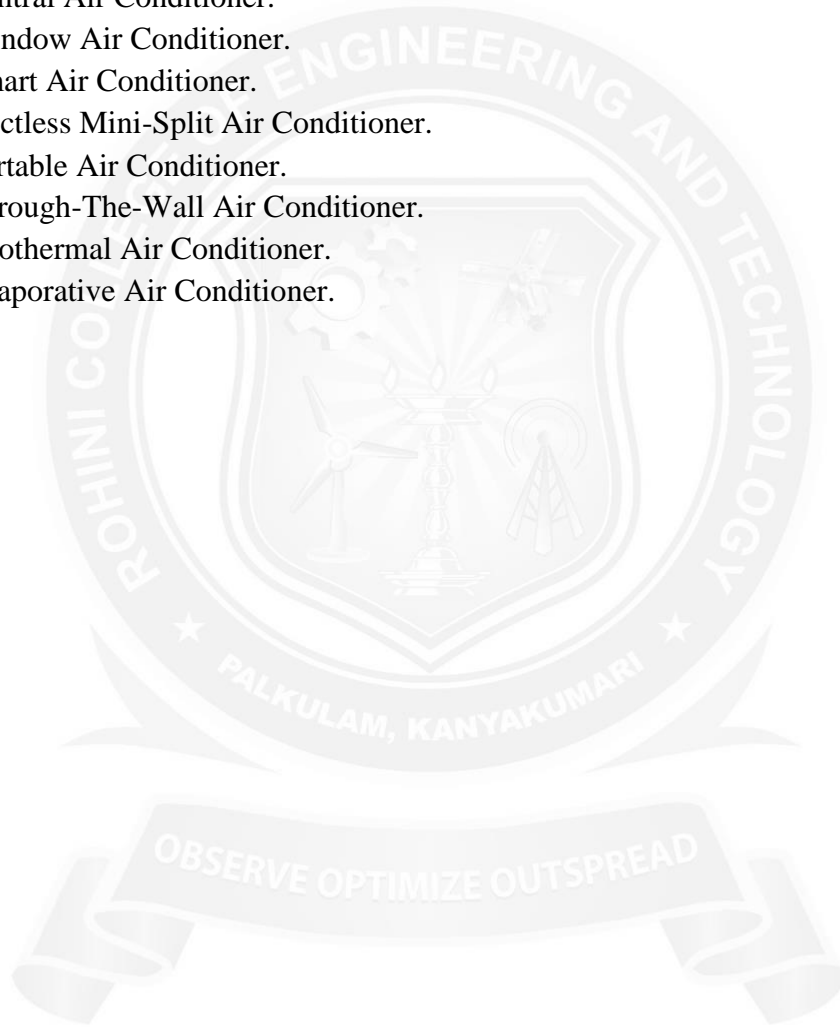 ntral Air Conditioner.
ndow Air Conditioner.
nart Air Conditioner.
ctless Mini-Split Air Conditioner.
rtable Air Conditioner.
rough-The-Wall Air Conditioner.
othermal Air Conditioner.
aporative Air Conditioner.
ROHINI COLLEGE OF ENGINEERING AND TECHNOLOGY
PALKULAM, KANYAKUMARI
OBSERVE OPTIMIZE OUTSPREAD